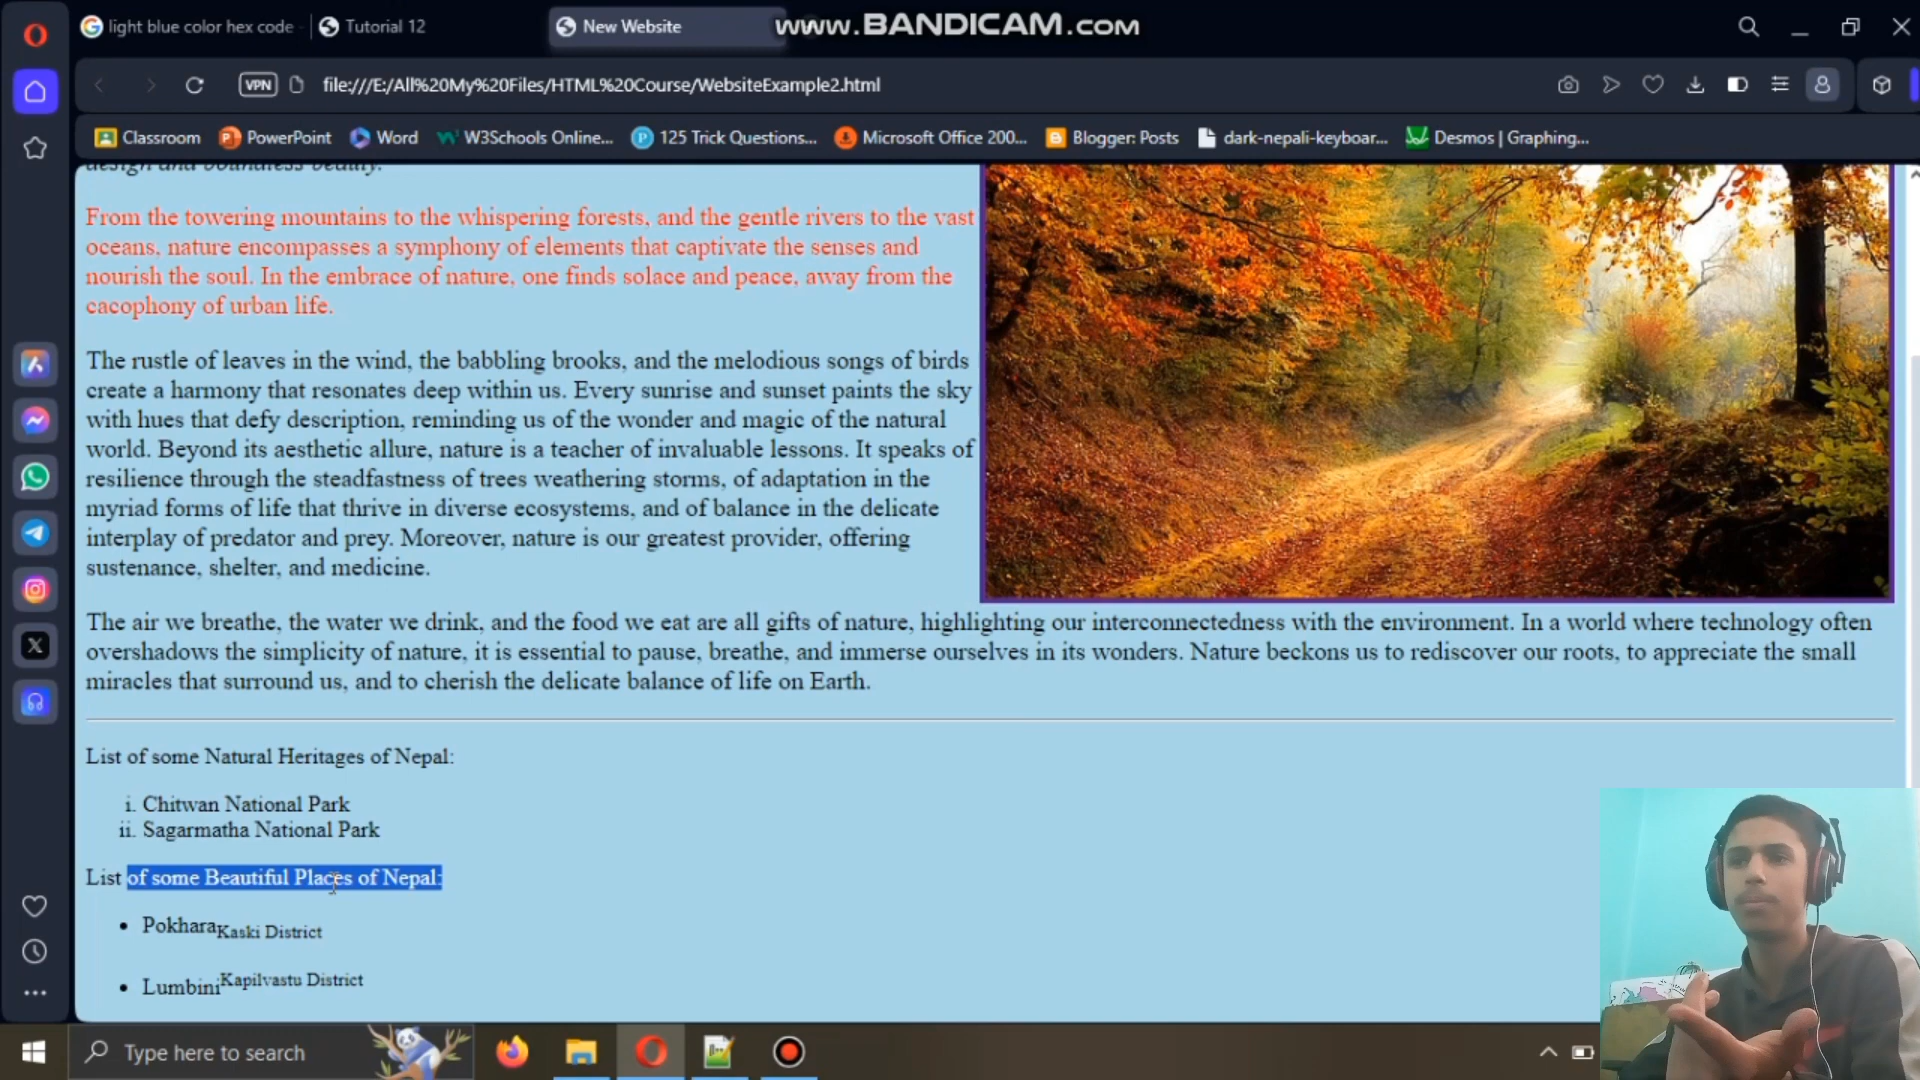 light blue color hex code
Tutorial 12
New Website
www.BANDICAM.com
VPN
file:///E:/All%20My%20Files/HTML%20Course/WebsiteExample2.html
Classroom
PowerPoint
Word
W3Schools Online...
125 Trick Questions...
Microsoft Office 200...
Blogger: Posts
dark-nepali-keyboar...
Desmos | Graphing...
design and boundless beauty.
From the towering mountains to the whispering forests, and the gentle rivers to the vast
oceans, nature encompasses a symphony of elements that captivate the senses and
nourish the soul. In the embrace of nature, one finds solace and peace, away from the
cacophony of urban life.
The rustle of leaves in the wind, the babbling brooks, and the melodious songs of birds
create a harmony that resonates deep within us. Every sunrise and sunset paints the sky
with hues that defy description, reminding us of the wonder and magic of the natural
world. Beyond its aesthetic allure, nature is a teacher of invaluable lessons. It speaks of
resilience through the steadfastness of trees weathering storms, of adaptation in the
myriad forms of life that thrive in diverse ecosystems, and of balance in the delicate
interplay of predator and prey. Moreover, nature is our greatest provider, offering
sustenance, shelter, and medicine.
The air we breathe, the water we drink, and the food we eat are all gifts of nature, highlighting our interconnectedness with the environment. In a world where technology often
overshadows the simplicity of nature, it is essential to pause, breathe, and immerse ourselves in its wonders. Nature beckons us to rediscover our roots, to appreciate the small
miracles that surround us, and to cherish the delicate balance of life on Earth.
List of some Natural Heritages of Nepal:
i. Chitwan National Park
ii. Sagarmatha National Park
List of some Beautiful Places of Nepal:
• Pokhara Kaski District
• Lumbini Kapilvastu District
Type here to search